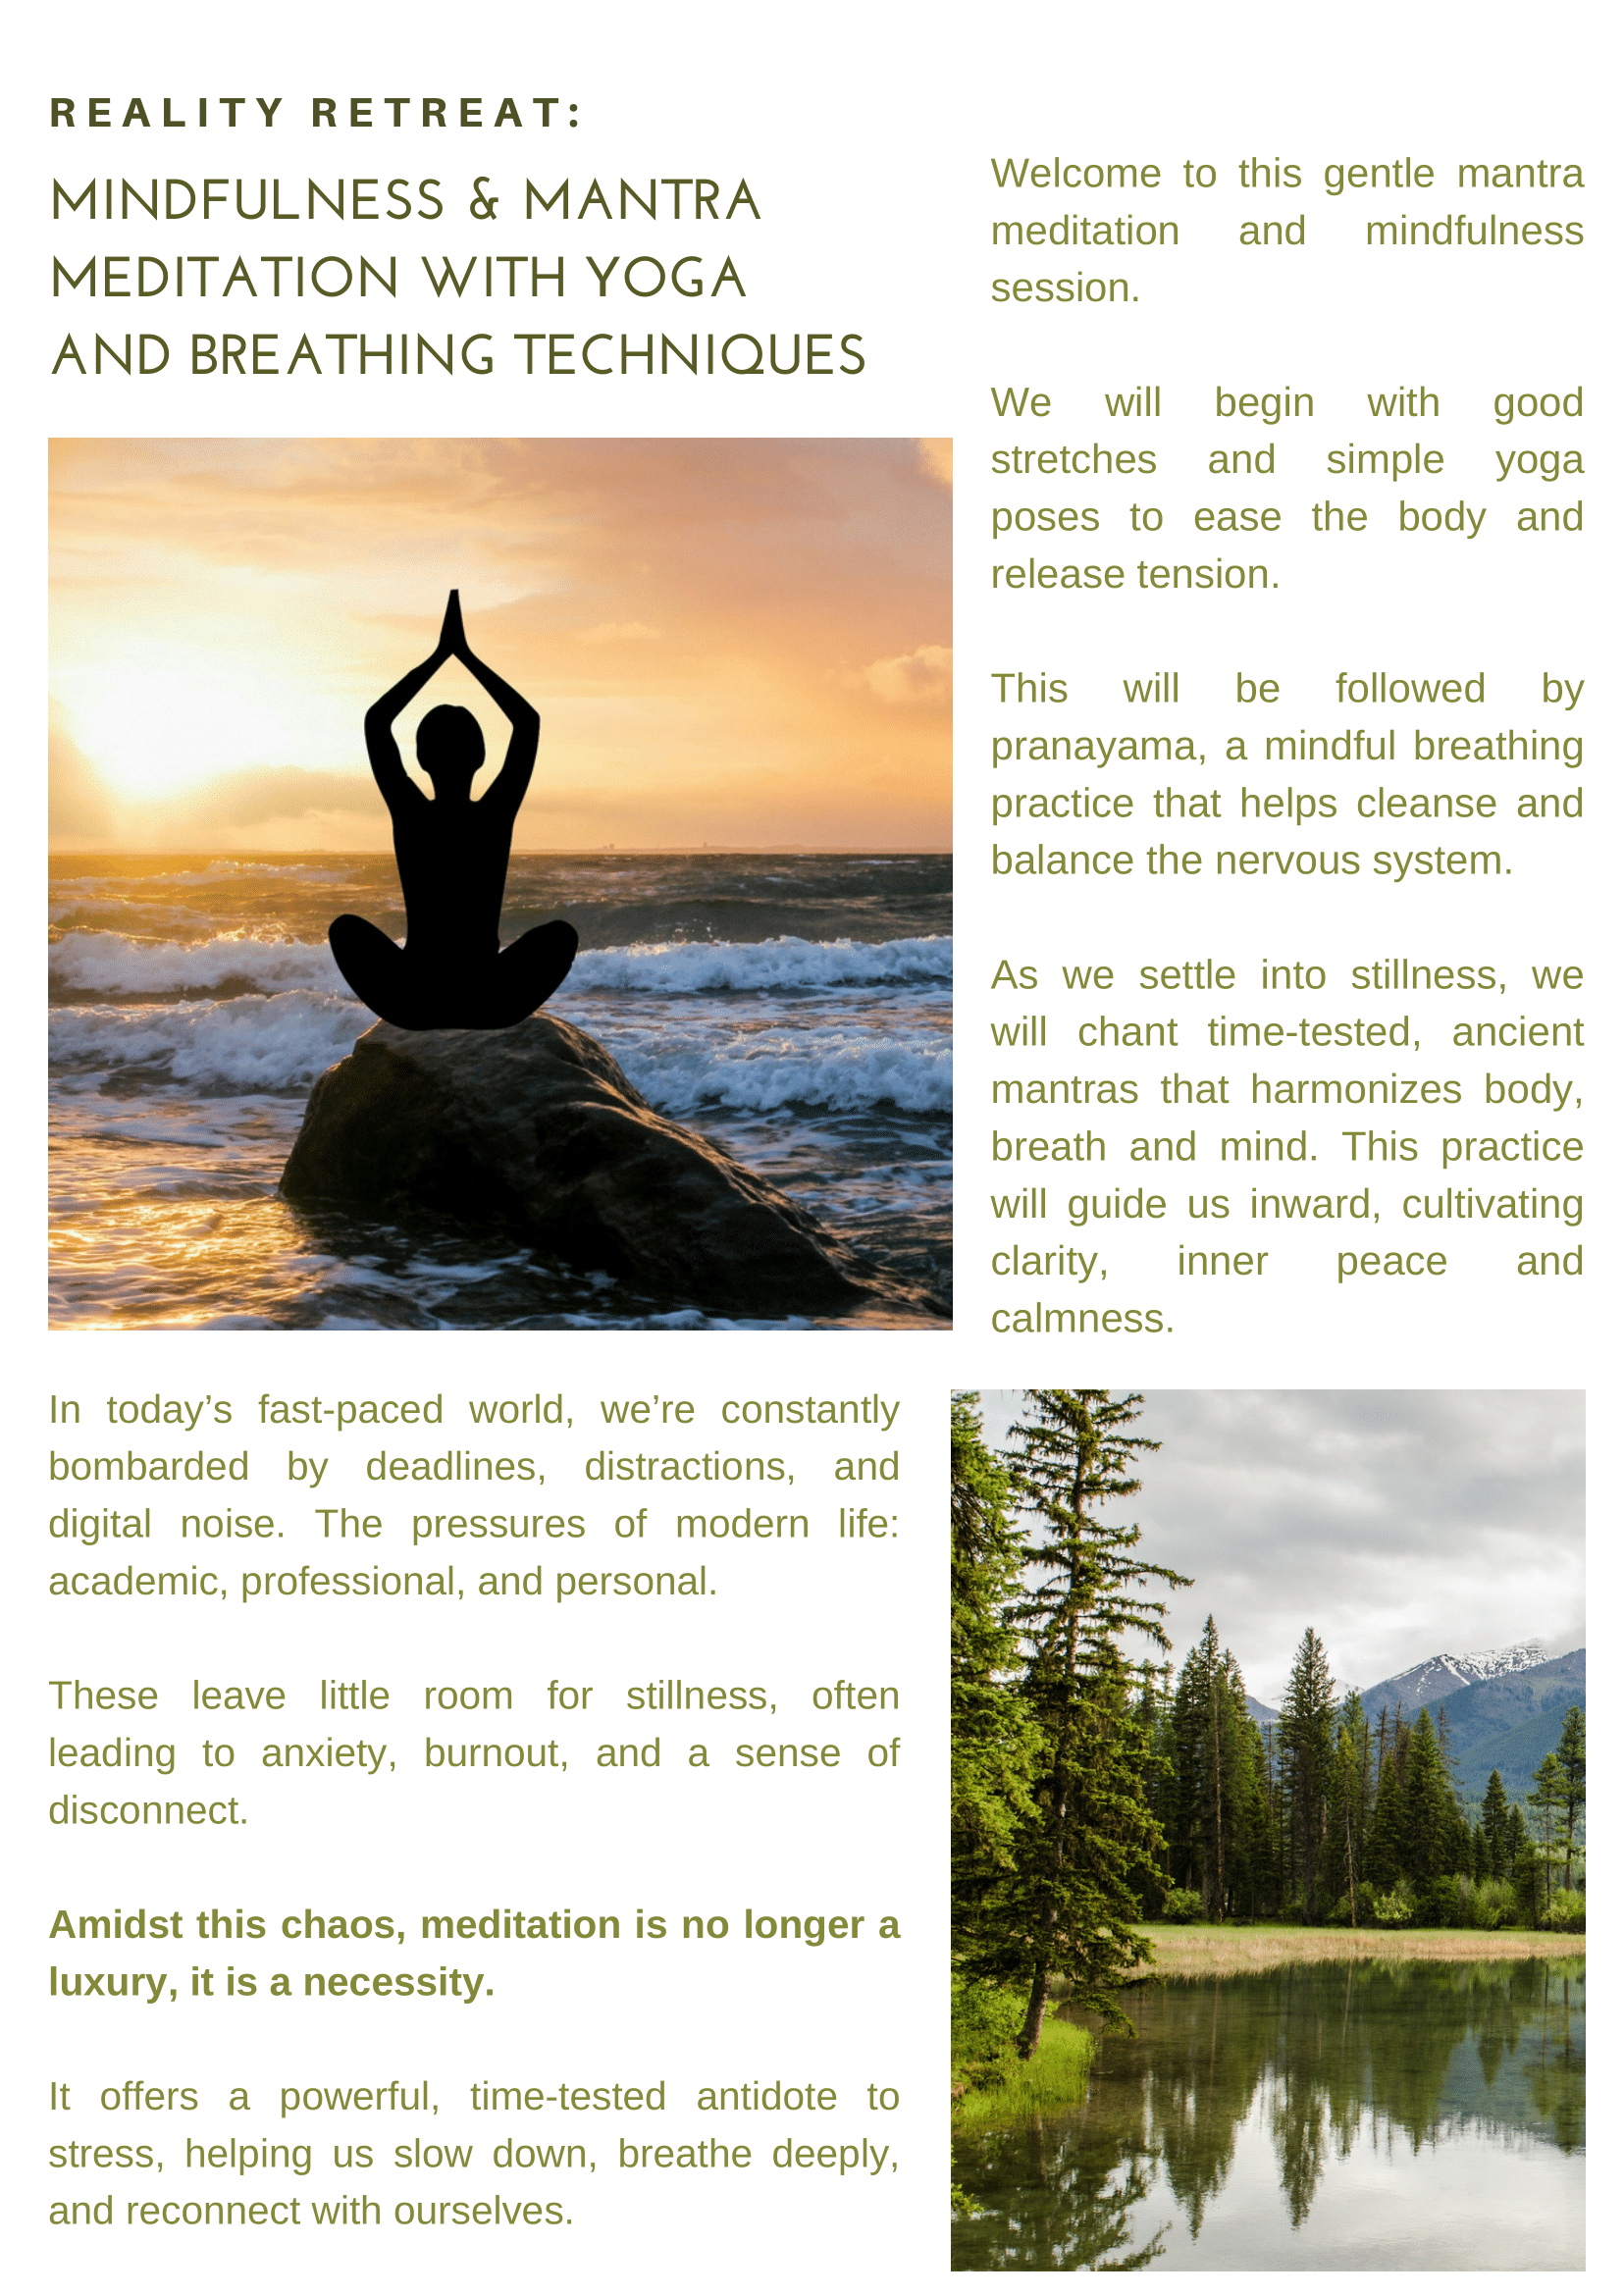 REALITY RETREAT:
MINDFULNESS & MANTRA
MEDITATION WITH YOGA
AND BREATHING TECHNIQUES
Welcome to this gentle mantra
meditation and mindfulness
session.
We will begin with good
stretches and simple yoga
poses to ease the body and
release tension.
This will be followed by
pranayama, a mindful breathing
practice that helps cleanse and
balance the nervous system.
As we settle into stillness, we
will chant time-tested, ancient
mantras that harmonizes body,
breath and mind. This practice
will guide us inward, cultivating
clarity, inner peace and
calmness.
In today’s fast-paced world, we’re constantly
bombarded by deadlines, distractions, and
digital noise. The pressures of modern life:
academic, professional, and personal.
These leave little room for stillness, often
leading to anxiety, burnout, and a sense of
disconnect.
Amidst this chaos, meditation is no longer a
luxury, it is a necessity.
It offers a powerful, time-tested antidote to
stress, helping us slow down, breathe deeply,
and reconnect with ourselves.